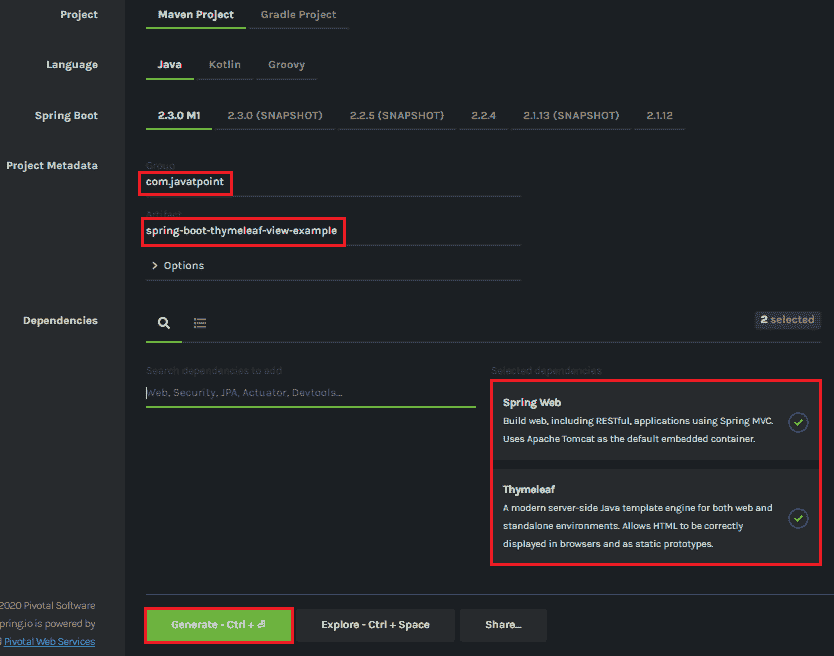 Project
Maven Project
Gradle Project
Language
Java
Kotlin
Groovy
Spring Boot
2.3.0 M1
2.3.0 (SNAPSHOT)
2.2.5 (SNAPSHOT)
2.2.4
2.1.13 (SNAPSHOT)
2.1.12
Project Metadata
Group
com.javatpoint
Artifact
spring-boot-thymeleaf-view-example
Options
Dependencies
2 selected
Search dependencies to add
Web, Security, JPA, Actuator, Devtools...
Selected dependencies
Spring Web
Build web, including RESTful, applications using Spring MVC.
Uses Apache Tomcat as the default embedded container.
Thymeleaf
A modern server-side Java template engine for both web and
standalone environments. Allows HTML to be correctly
displayed in browsers and as static prototypes.
2020 Pivotal Software
pring.io is powered by
Pivotal Web Services
Generate - Ctrl + ⏎
Explore - Ctrl + Space
Share...